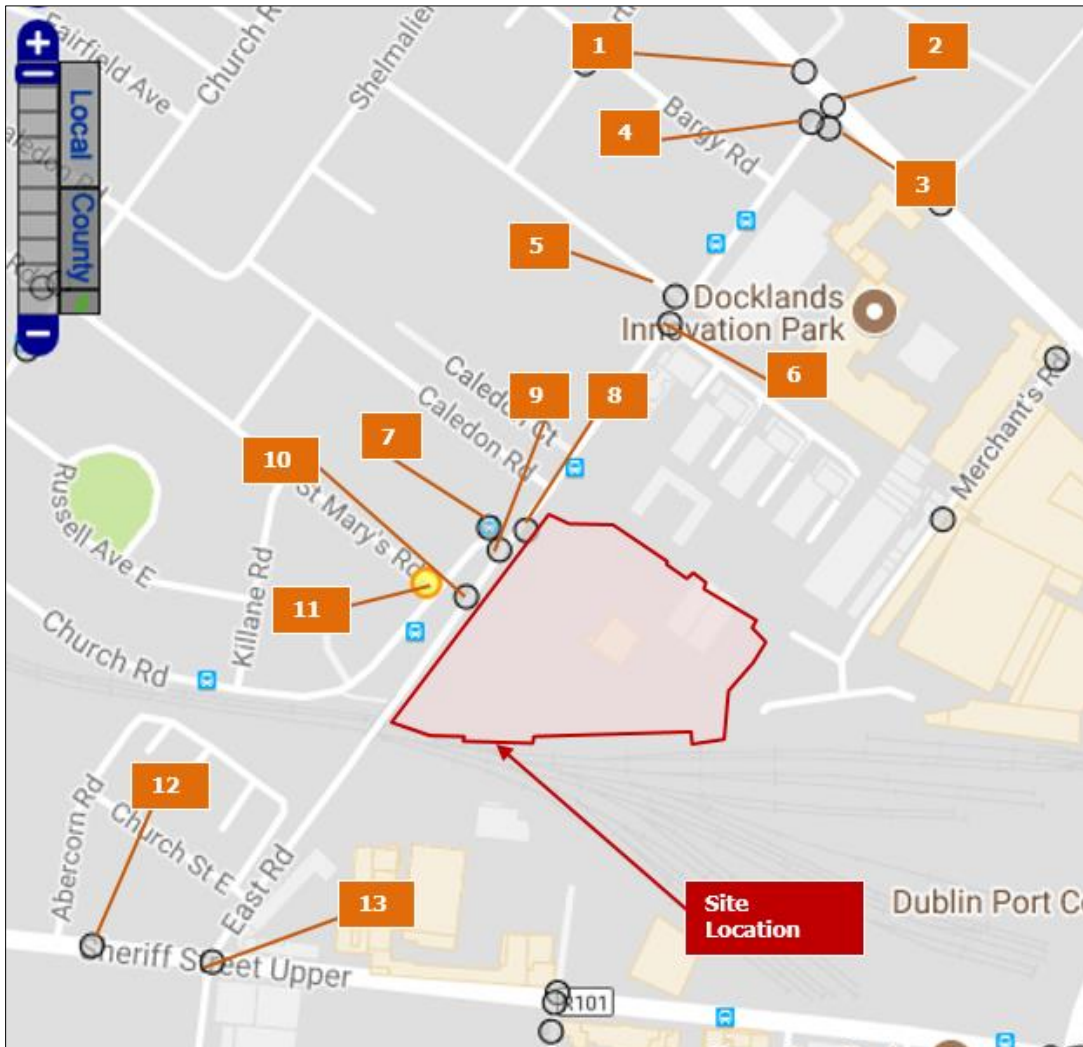 Fairfield Ave
Church R
Shelmalier
1
2
Local
County
4
Bargy Rd
3
5
Docklands
Innovation Park
6
Merchant's Rd
9
8
Caledon Ct
7
Caledon Rd
10
St Mary's Rd
Russell Ave E
11
Killane Rd
Church Rd
12
Abercorn Rd
Church St E
East Rd
13
Site
Location
Dublin Port C
Sheriff Street Upper
R101